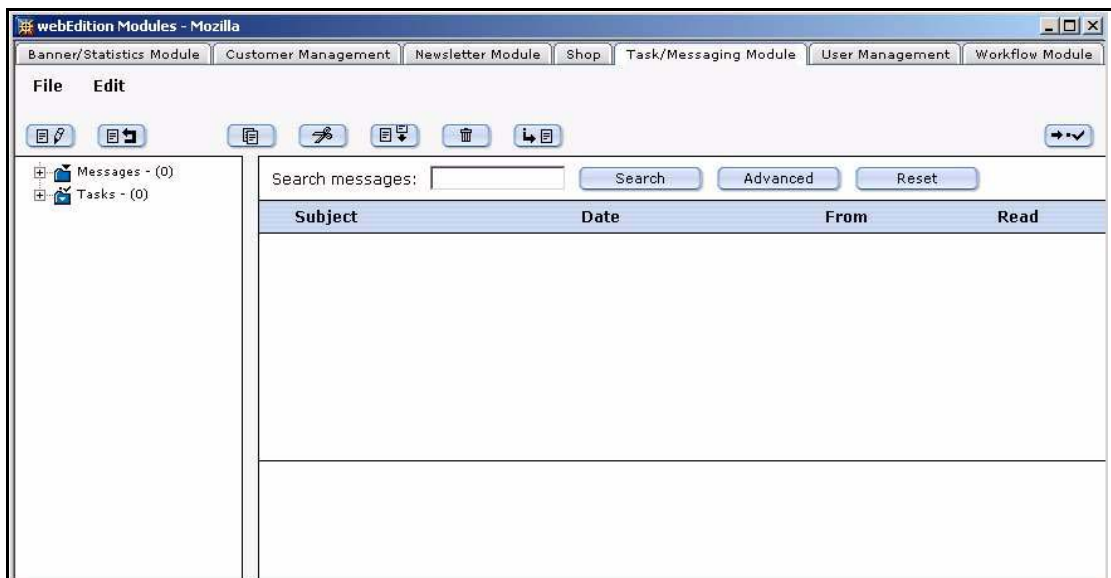 webEdition Modules - Mozilla
Banner/Statistics Module Customer Management Newsletter Module Shop Task/Messaging Module User Management Workflow Module
File Edit
Messages - (0)
Tasks - (0)
Search messages: Search Advanced Reset
Subject Date From Read